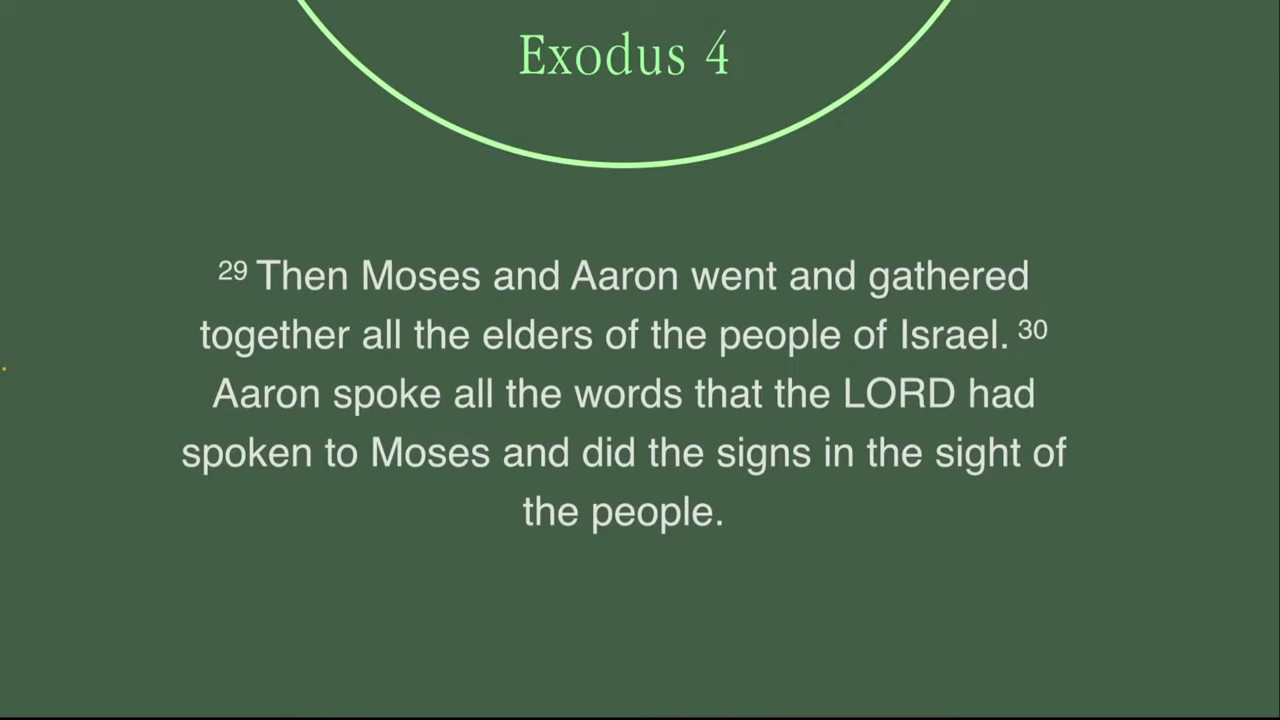 Exodus 4
29 Then Moses and Aaron went and gathered
together all the elders of the people of Israel. 30
Aaron spoke all the words that the LORD had
spoken to Moses and did the signs in the sight of
the people.